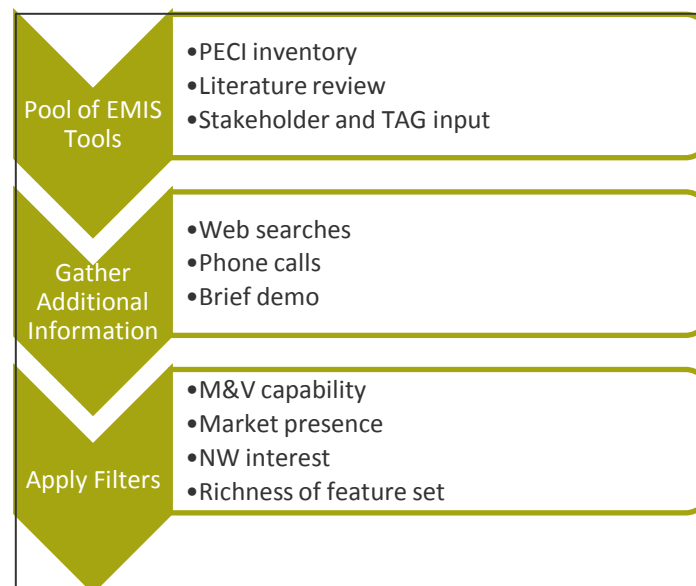 Pool of EMIS
Tools
•PECI inventory
•Literature review
•Stakeholder and TAG input
Gather
Additional
Information
•Web searches
•Phone calls
•Brief demo
Apply Filters
•M&V capability
•Market presence
•NW interest
•Richness of feature set